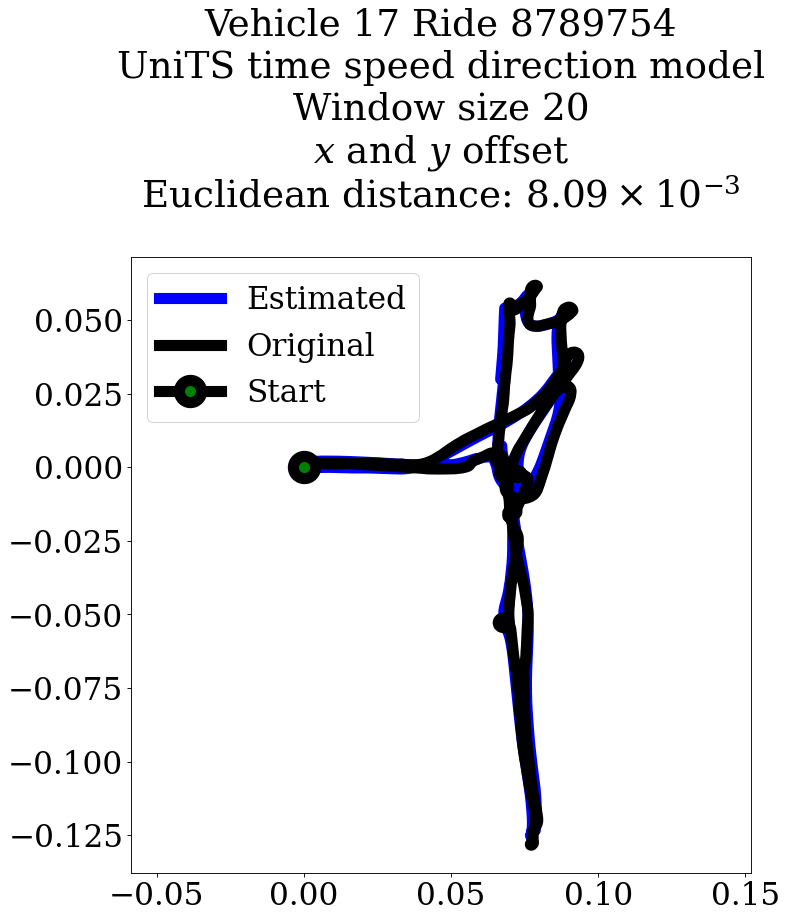 Vehicle 17 Ride 8789754
UniTS time speed direction model
Window size 20
x and y offset
Euclidean distance: 8.09 × 10⁻³
Estimated
Original
Start
0.050
0.025
0.000
−0.025
−0.050
−0.075
−0.100
−0.125
−0.05 0.00 0.05 0.10 0.15